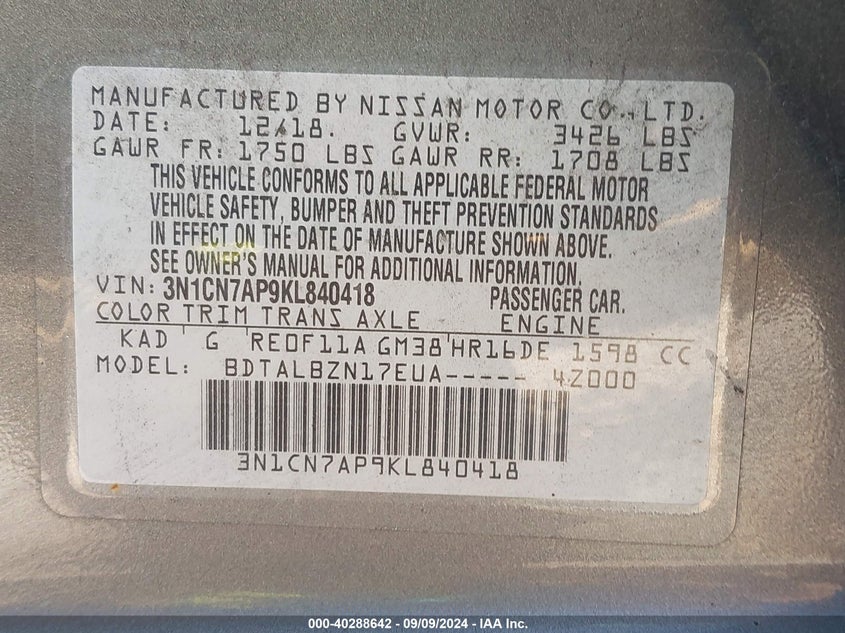 MANUFACTURED BY NISSAN MOTOR CO., LTD.
DATE: 12/18. GVWR: 3426 LBS
GAWR FR: 1750 LBS GAWR RR: 1708 LBS
THIS VEHICLE CONFORMS TO ALL APPLICABLE FEDERAL MOTOR
VEHICLE SAFETY, BUMPER AND THEFT PREVENTION STANDARDS
IN EFFECT ON THE DATE OF MANUFACTURE SHOWN ABOVE.
SEE OWNER'S MANUAL FOR ADDITIONAL INFORMATION.
VIN: 3N1CN7AP9KL840418 PASSENGER CAR.
COLOR TRIM TRANS AXLE ENGINE
KAD G RE0F11A GM38 HR16DE 1598 CC
MODEL: BDTALBZN17EUA----- 4Z000
3N1CN7AP9KL840418
000-40288642 - 09/09/2024 - IAA Inc.